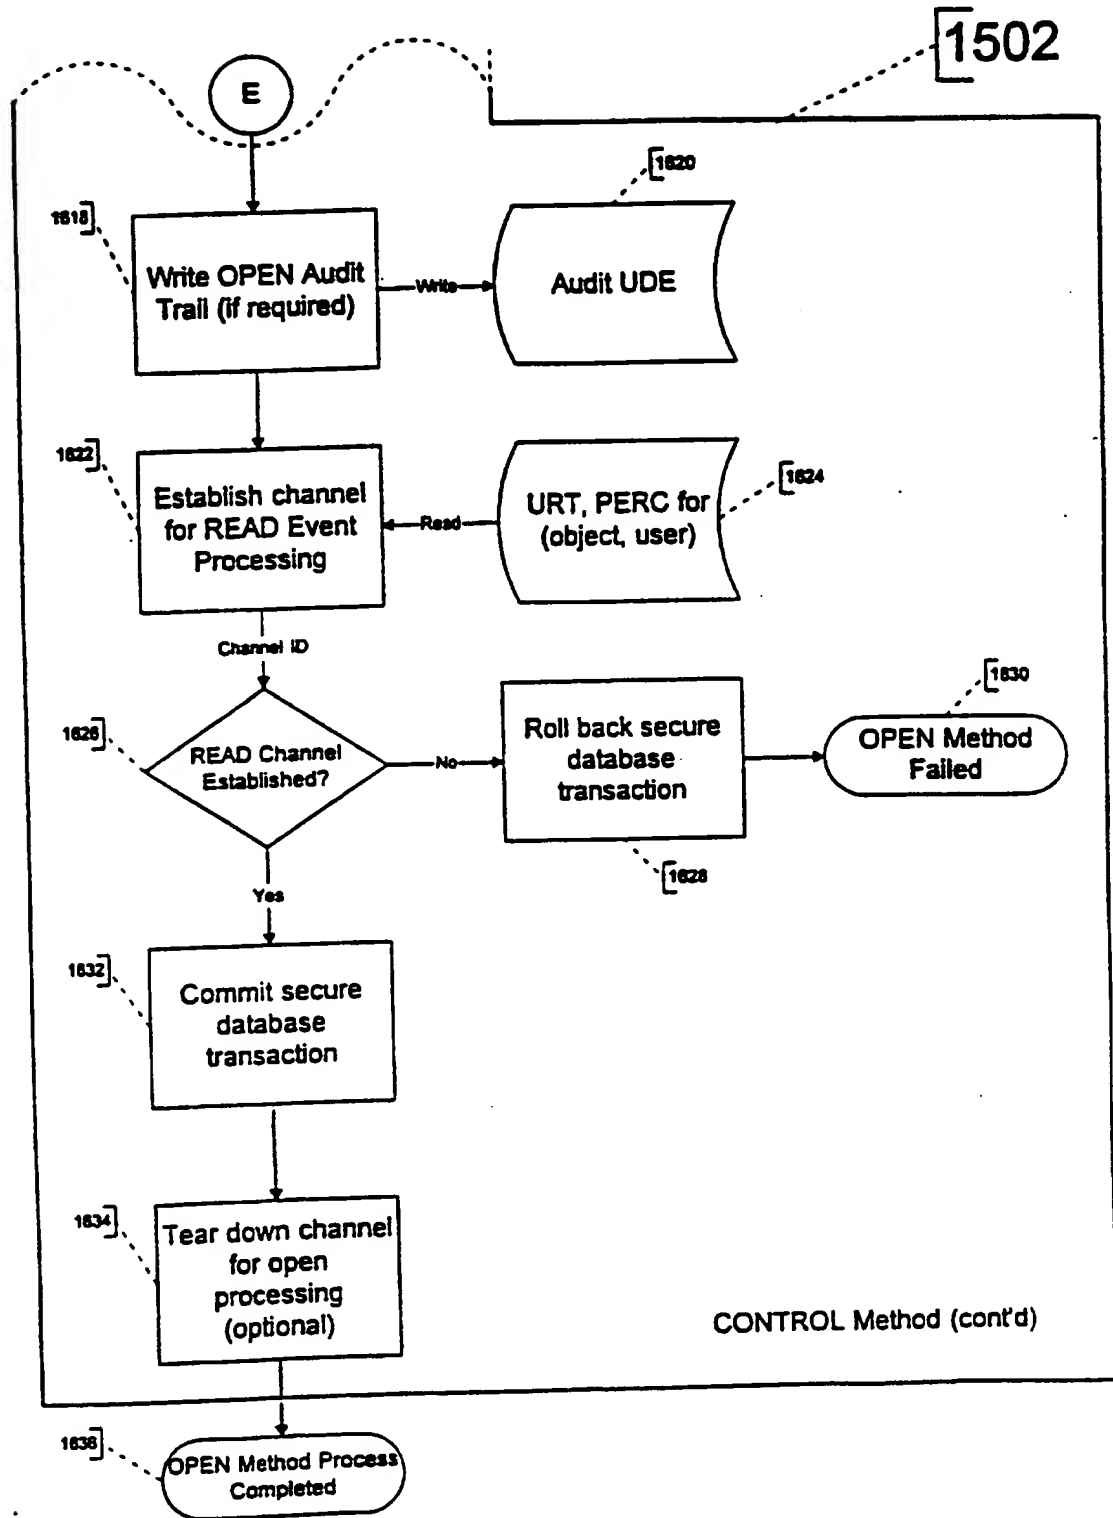 1502
E
1620
1618
Write OPEN Audit
Trail (if required)
Write
Audit UDE
1622
Establish channel
for READ Event
Processing
Read
URT, PERC for
(object, user)
1624
Channel ID
1626
READ Channel
Established?
No
Roll back secure
database
transaction
1628
1630
OPEN Method
Failed
Yes
1632
Commit secure
database
transaction
1634
Tear down channel
for open
processing
(optional)
CONTROL Method (cont'd)
1636
OPEN Method Process
Completed